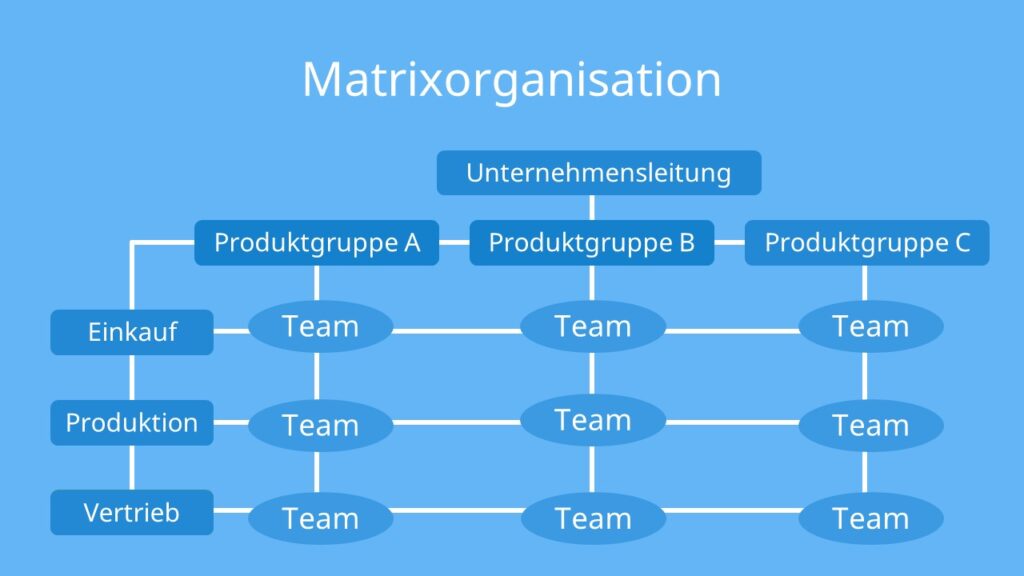 Matrixorganisation
Unternehmensleitung
Produktgruppe A Produktgruppe B Produktgruppe C
Einkauf Team Team Team
Produktion Team Team Team
Vertrieb Team Team Team